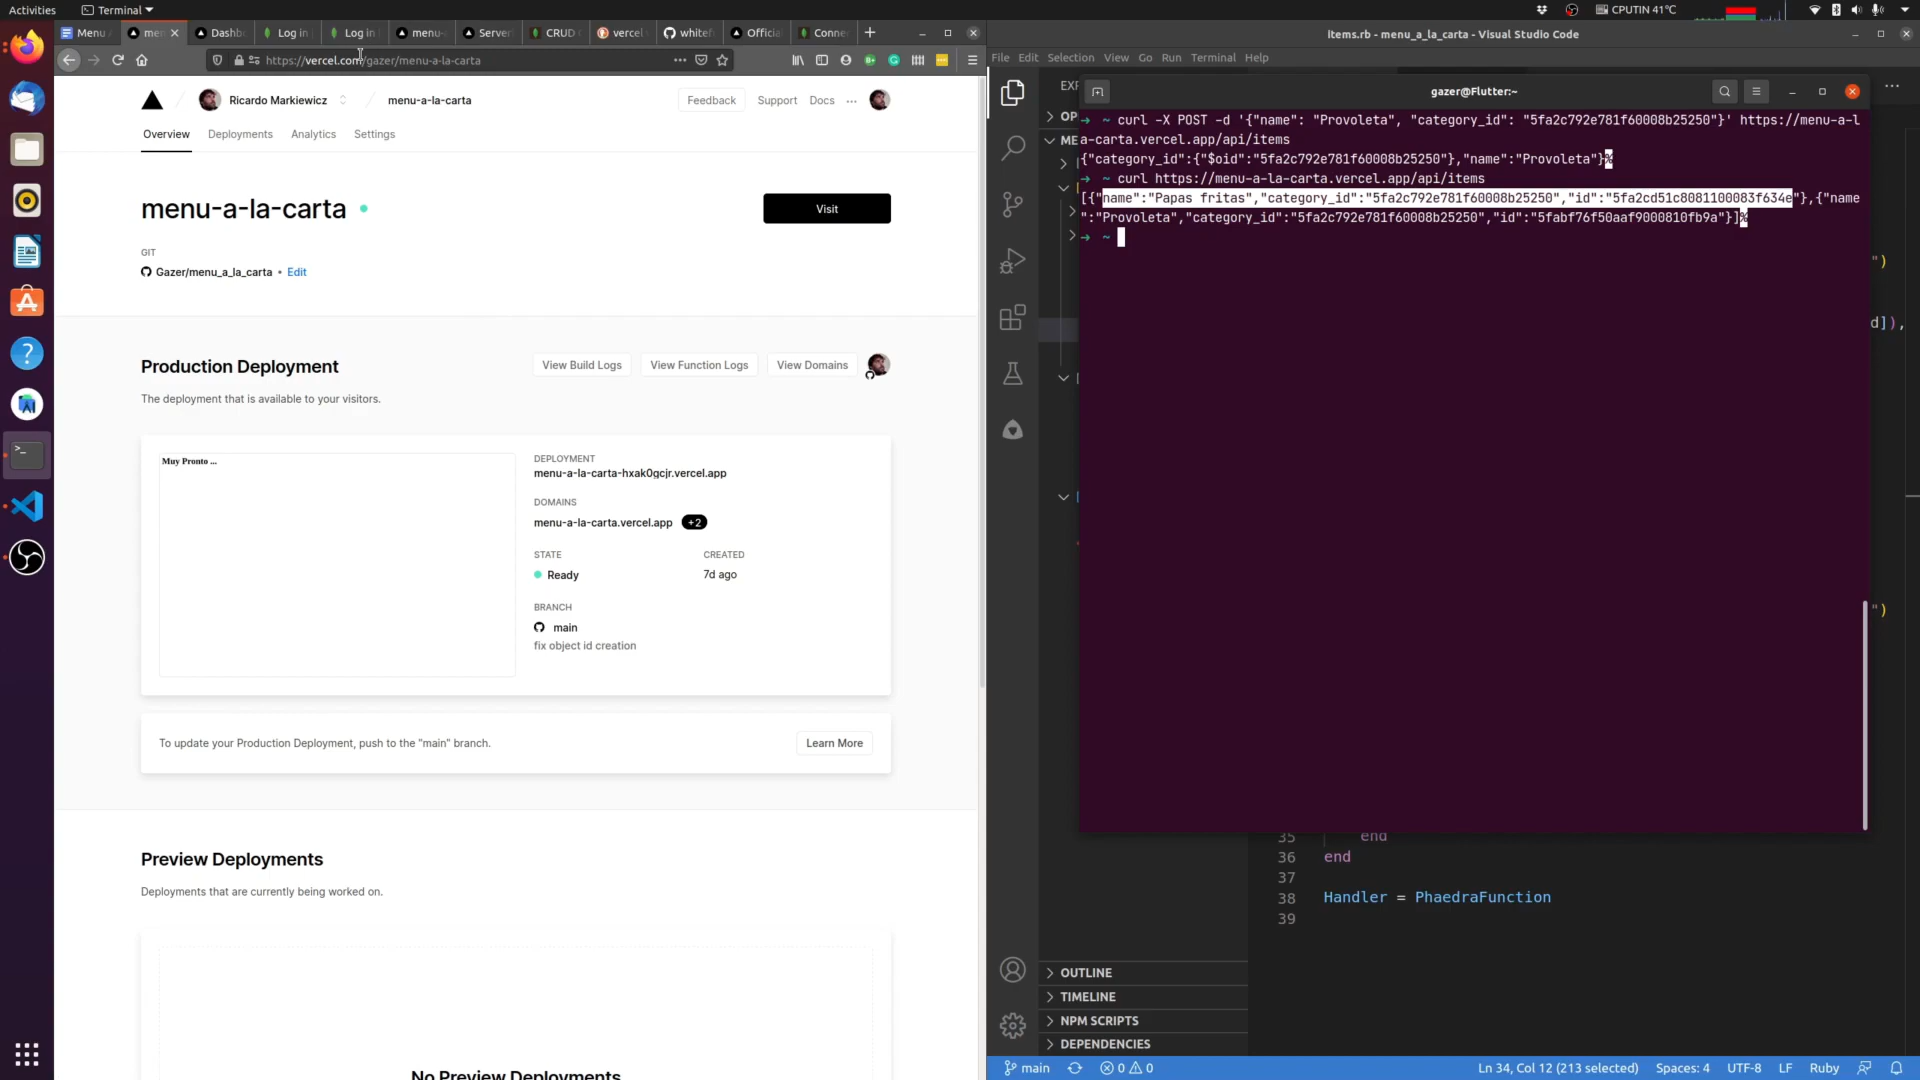 Activities
Terminal
CPUTIN 41°C
Menu
men
Dashb
Log in
Log in
menu-
Server
CRUD
vercel
whitef
Officia
Connec
https://vercel.com/gazer/menu-a-la-carta
Ricardo Markiewicz
menu-a-la-carta
Feedback
Support
Docs
Overview
Deployments
Analytics
Settings
menu-a-la-carta
Visit
GIT
Gazer/menu_a_la_carta • Edit
Production Deployment
View Build Logs
View Function Logs
View Domains
The deployment that is available to your visitors.
Muy Pronto ...
DEPLOYMENT
menu-a-la-carta-hxak0gcjr.vercel.app
DOMAINS
menu-a-la-carta.vercel.app
+2
STATE
CREATED
Ready
7d ago
BRANCH
main
fix object id creation
To update your Production Deployment, push to the "main" branch.
Learn More
Preview Deployments
Deployments that are currently being worked on.
No Preview Deployments
items.rb - menu_a_la_carta - Visual Studio Code
File Edit Selection View Go Run Terminal Help
EXP
OP
ME
gazer@Flutter:~
→ ~ curl -X POST -d '{"name": "Provoleta", "category_id": "5fa2c792e781f60008b25250"}' https://menu-a-l
a-carta.vercel.app/api/items
{"category_id":{"$oid":"5fa2c792e781f60008b25250"},"name":"Provoleta"}%
→ ~ curl https://menu-a-la-carta.vercel.app/api/items
[{"name":"Papas fritas","category_id":"5fa2c792e781f60008b25250","id":"5fa2cd51c8081100083f634e"},{"name
":"Provoleta","category_id":"5fa2c792e781f60008b25250","id":"5fabf76f50aaf9000810fb9a"}]%
→ ~
")
d]),
")
35 end
36 end
37
38 Handler = PhaedraFunction
39
OUTLINE
TIMELINE
NPM SCRIPTS
DEPENDENCIES
main
0
0
Ln 34, Col 12 (213 selected)
Spaces: 4
UTF-8
LF
Ruby